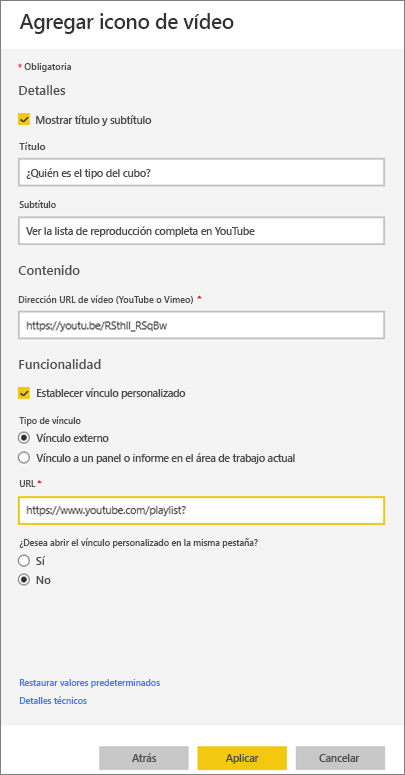 Agregar icono de vídeo
* Obligatoria
Detalles
Mostrar título y subtítulo
Título
¿Quién es el tipo del cubo?
Subtítulo
Ver la lista de reproducción completa en YouTube
Contenido
Dirección URL de vídeo (YouTube o Vimeo) *
https://youtu.be/RSthlI_RSqBw
Funcionalidad
Establecer vínculo personalizado
Tipo de vínculo
Vínculo externo
Vínculo a un panel o informe en el área de trabajo actual
URL *
https://www.youtube.com/playlist?
¿Desea abrir el vínculo personalizado en la misma pestaña?
Sí
No
Restaurar valores predeterminados
Detalles técnicos
Atrás Aplicar Cancelar